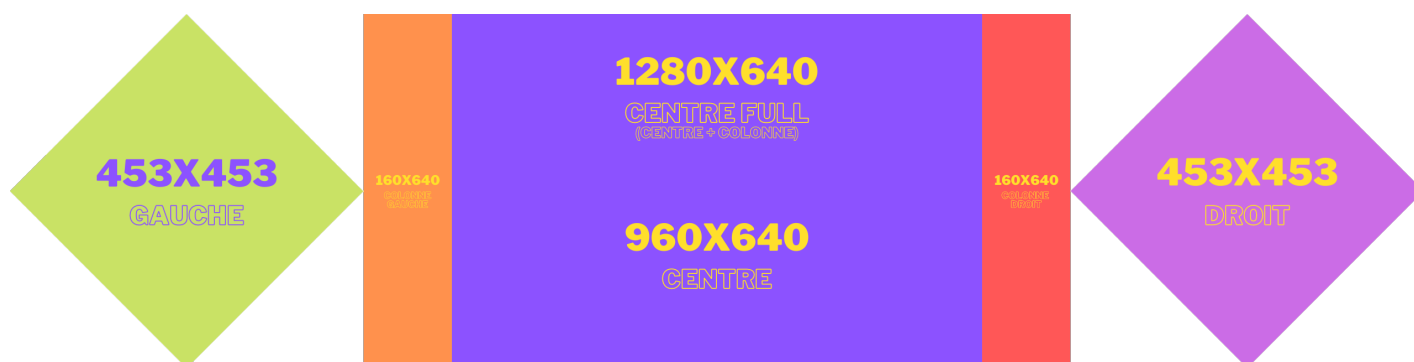 453X453
GAUCHE
160X640
COLONNE
GAUCHE
1280X640
CENTRE FULL
(CENTRE + COLONNE)
960X640
CENTRE
160X640
COLONNE
DROIT
453X453
DROIT